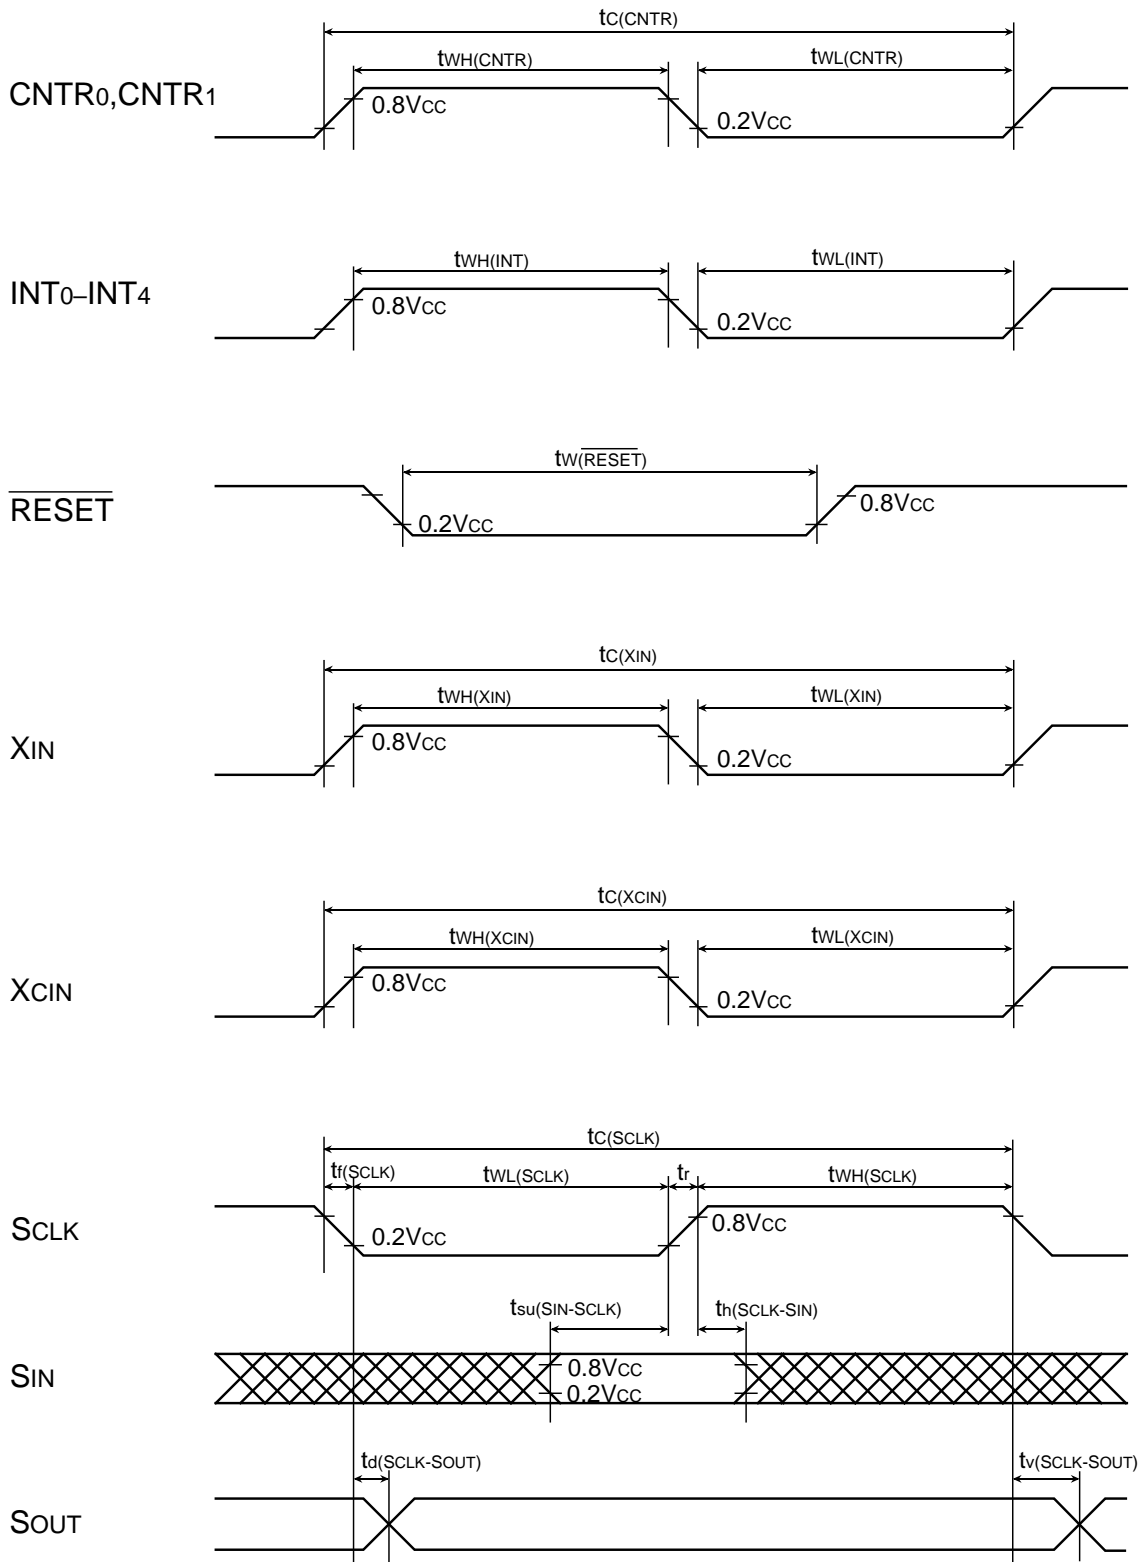 tC(CNTR)
tWH(CNTR) tWL(CNTR)
CNTR0,CNTR1
0.8VCC 0.2VCC
tWH(INT) tWL(INT)
INT0–INT4
0.8VCC 0.2VCC
tW(RESET)
RESET
0.2VCC 0.8VCC
tC(XIN)
tWH(XIN) tWL(XIN)
XIN
0.8VCC 0.2VCC
tC(XCIN)
tWH(XCIN) tWL(XCIN)
XCIN
0.8VCC 0.2VCC
tC(SCLK)
tf(SCLK) tWL(SCLK) tr tWH(SCLK)
SCLK
0.2VCC 0.8VCC
tsu(SIN-SCLK) th(SCLK-SIN)
SIN
0.8VCC
0.2VCC
td(SCLK-SOUT) tv(SCLK-SOUT)
SOUT